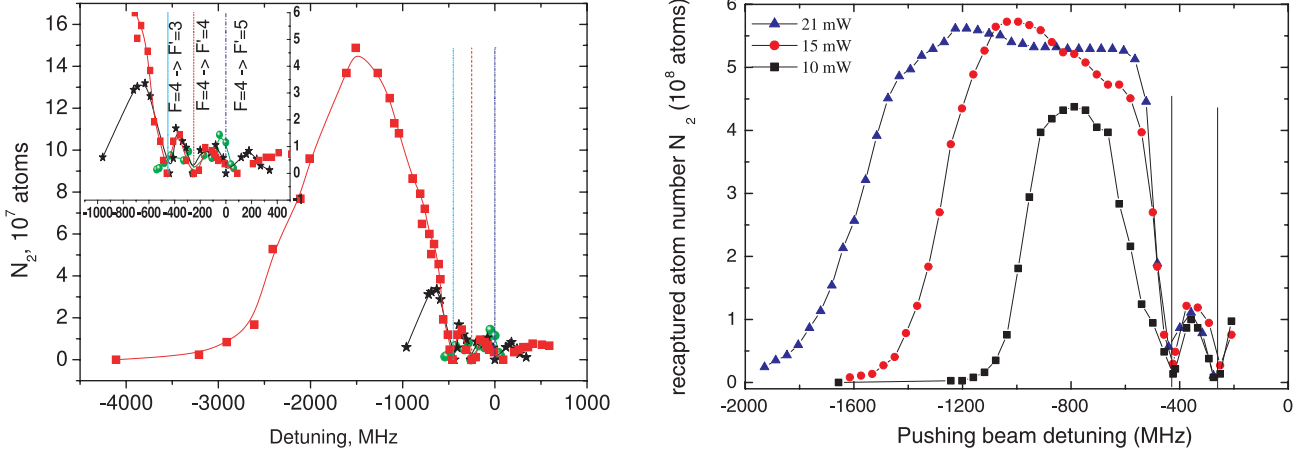 16
14
12
10
8
6
4
2
0
N2, 10^7 atoms
-4000 -3000 -2000 -1000 0 1000
Detuning, MHz
F=4 -> F'=3
F=4 -> F'=4
F=4 -> F'=5
6
5
4
3
2
1
0
-1000 -800 -600 -400 -200 0 200 400
6
5
4
3
2
1
0
recaptured atom number N 2 (10^8 atoms)
21 mW
15 mW
10 mW
-2000 -1600 -1200 -800 -400 0
Pushing beam detuning (MHz)